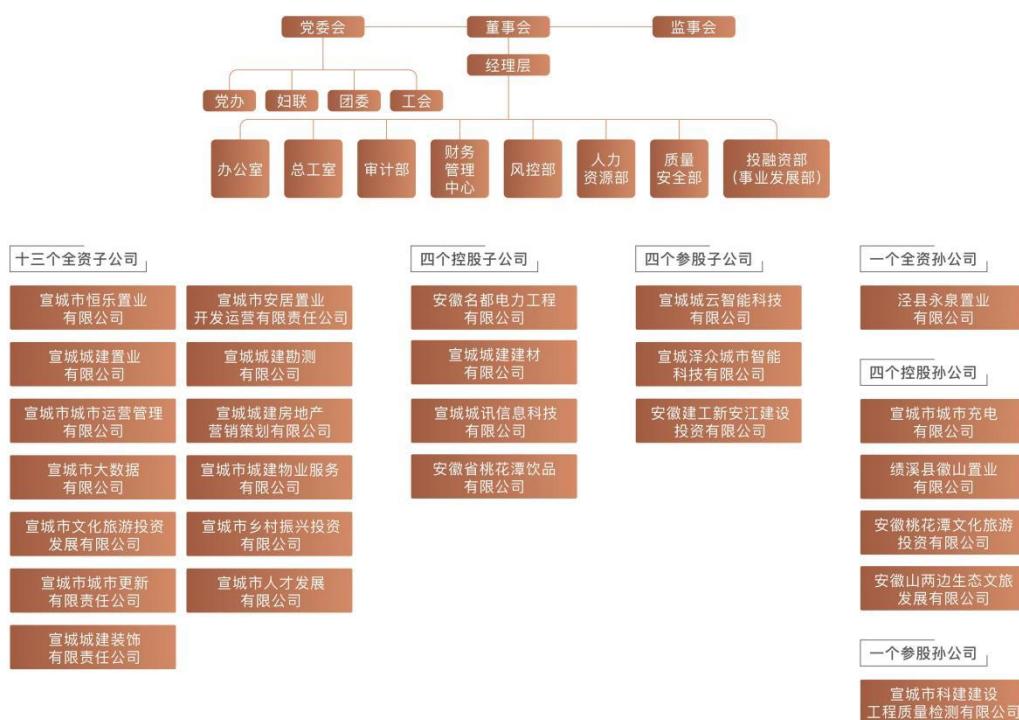 党委会
董事会
监事会
经理层
党办
妇联
团委
工会
办公室
总工室
审计部
财务
管理
中心
风控部
人力
资源部
质量
安全部
投融资部
（事业发展部）
十三个全资子公司
宣城市恒乐置业
有限公司
宣城市安居置业
开发运营有限责任公司
宣城城建置业
有限公司
宣城城建勘测
有限公司
宣城市城市运营管理
有限公司
宣城城建房地产
营销策划有限公司
宣城市大数据
有限公司
宣城市城建物业服务
有限公司
宣城市文化旅游投资
发展有限公司
宣城市乡村振兴投资
有限公司
宣城市城市更新
有限责任公司
宣城市人才发展
有限公司
宣城城建装饰
有限责任公司
四个控股子公司
安徽名都电力工程
有限公司
宣城城建建材
有限公司
宣城城讯信息科技
有限公司
安徽省桃花潭饮品
有限公司
四个参股子公司
宣城城云智能科技
有限公司
宣城泽众城市智能
科技有限公司
安徽建工新安江建设
投资有限公司
一个全资孙公司
泾县永泉置业
有限公司
四个控股孙公司
宣城市城市充电
有限公司
绩溪县徽山置业
有限公司
安徽桃花潭文化旅游
投资有限公司
安徽山两边生态文旅
发展有限公司
一个参股孙公司
宣城市科建建设
工程质量检测有限公司